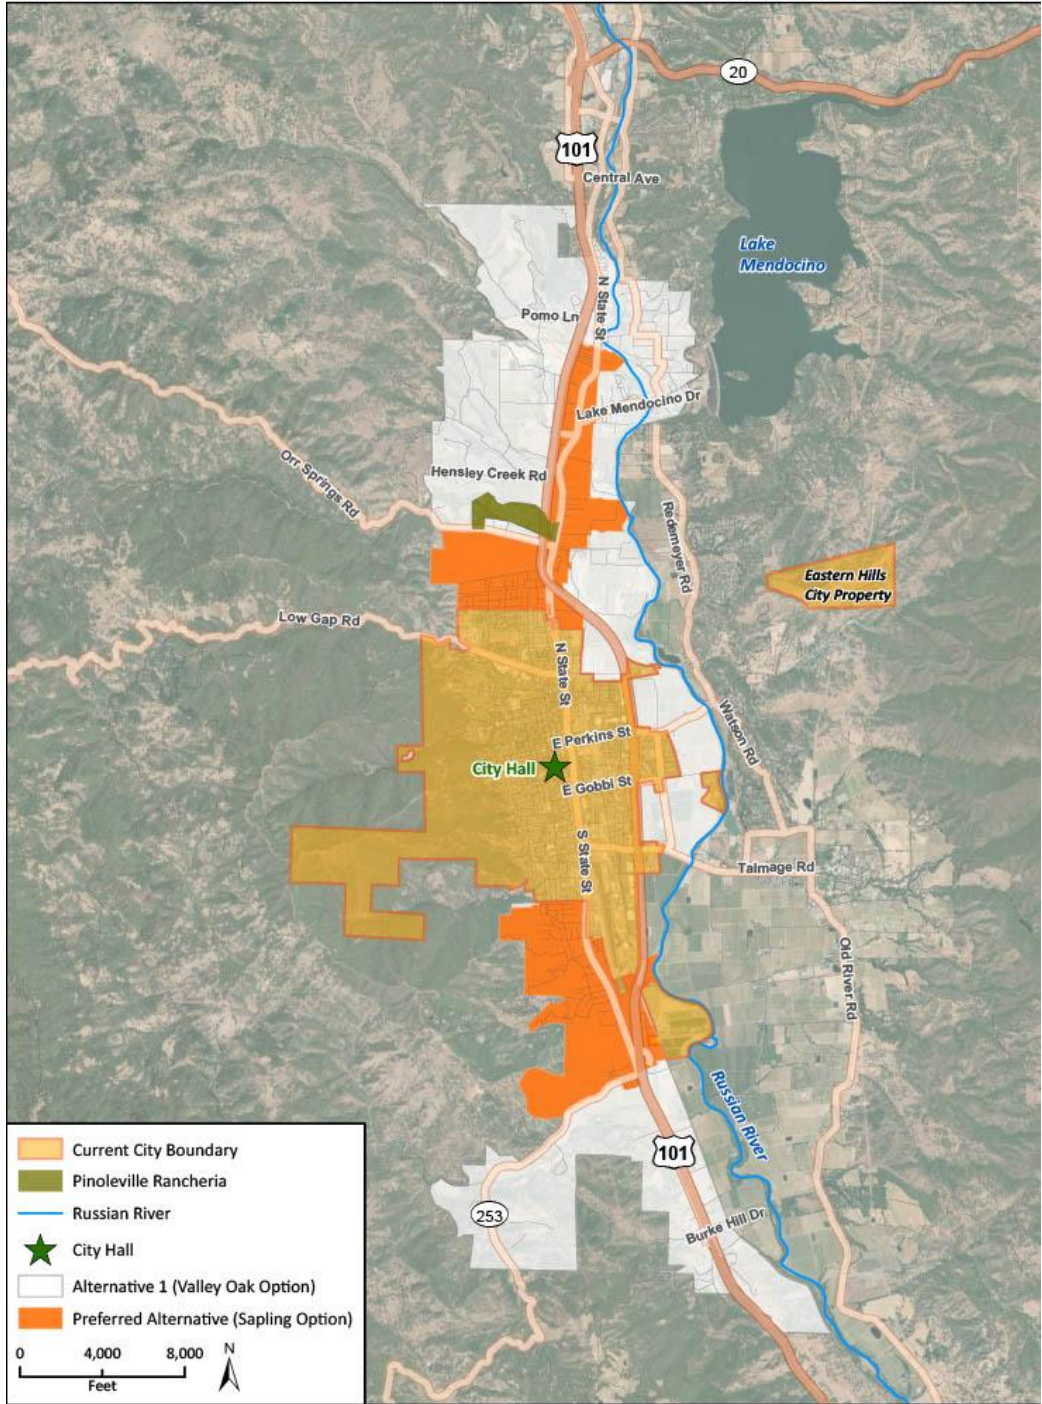 20
101
Central Ave
Lake
Mendocino
N State St
Pomo Ln
Lake Mendocino Dr
Hensley Creek Rd
Orr Springs Rd
Redemeyer Rd
Eastern Hills
City Property
Low Gap Rd
N State St
Watson Rd
E Perkins St
City Hall
E Gobbi St
S State St
Talmage Rd
Old River Rd
Russian River
101
253
Burke Hill Dr.
Current City Boundary
Pinoleville Rancheria
Russian River
City Hall
Alternative 1 (Valley Oak Option)
Preferred Alternative (Sapling Option)
0 4,000 8,000
Feet
N